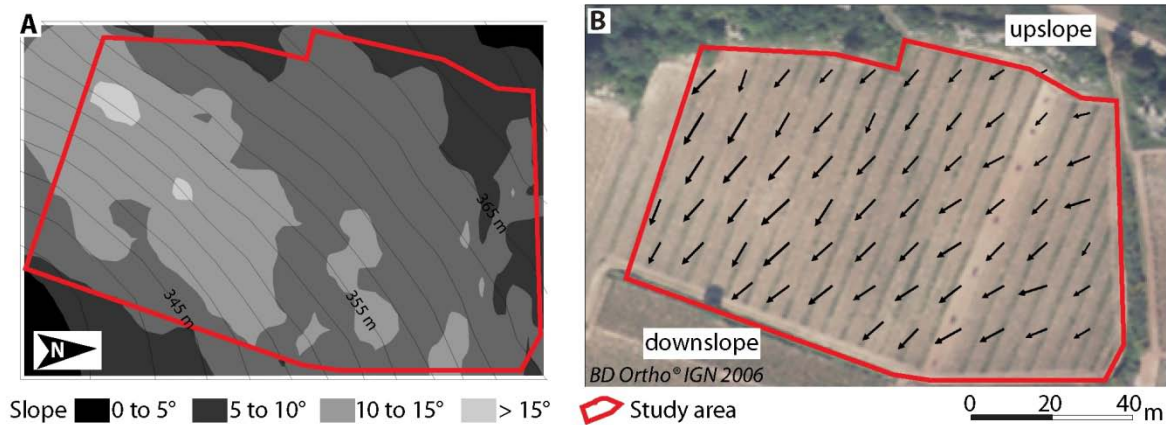 A
365 m
345 m
355 m
N
Slope 0 to 5° 5 to 10° 10 to 15° > 15°
B
upslope
downslope
BD Ortho® IGN 2006
Study area
0 20 40 m